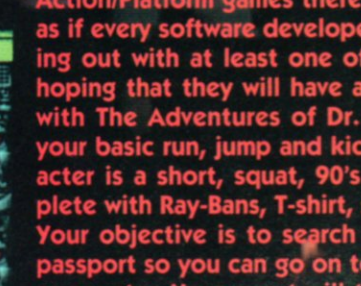 Action/Platform games there
as if every software develope
ing out with at least one of
hoping that they will have a
with The Adventures of Dr.
your basic run, jump and kic
acter is a short, squat, 90's
plete with Ray-Bans, T-shirt,
Your objective is to search
passport so you can go on to